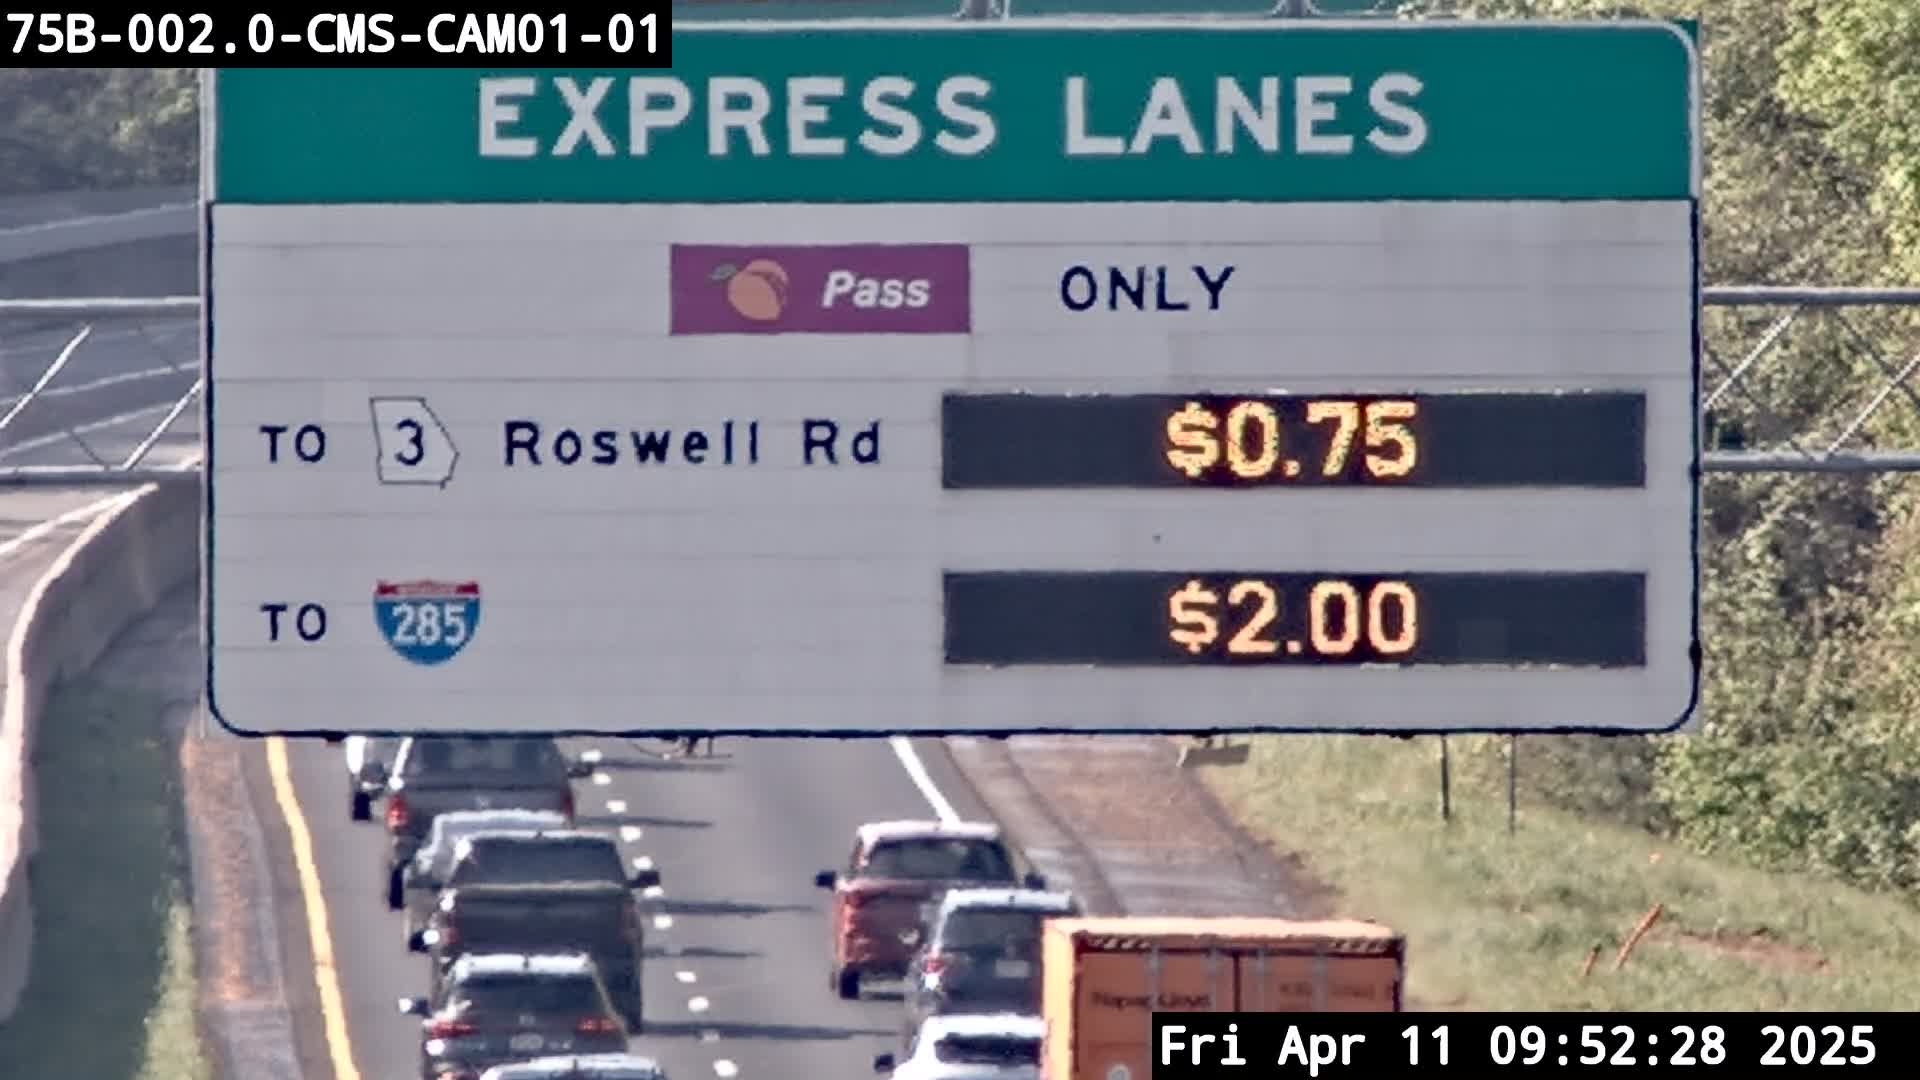 75B-002.0-CMS-CAM01-01
EXPRESS LANES
Pass ONLY
TO 3 Roswell Rd $0.75
TO 285 $2.00
Fri Apr 11 09:52:28 2025